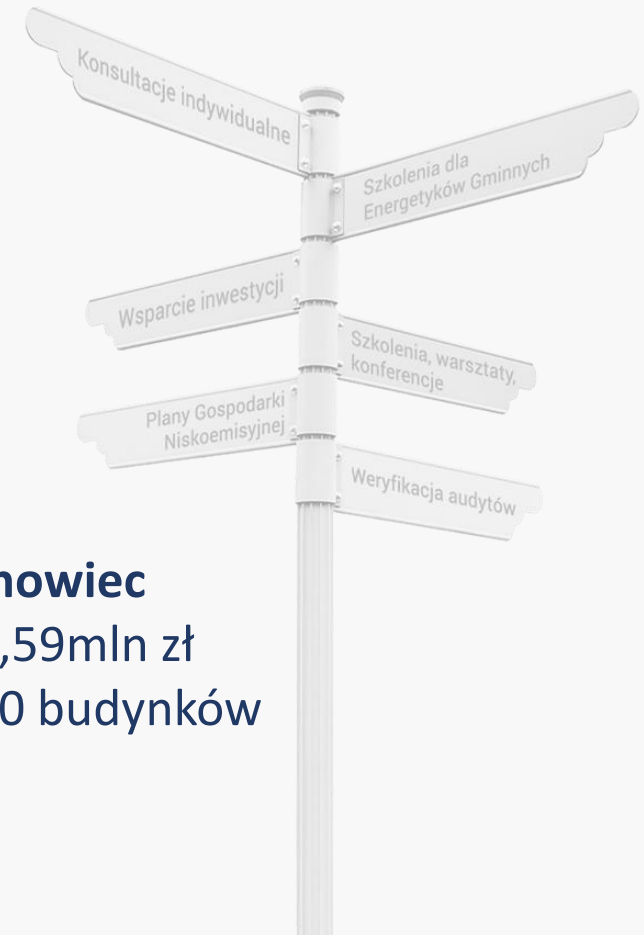 Konsultacje indywidualne
Szkolenia dla
Energetyków Gminnych
Wsparcie inwestycji
Szkolenia, warsztaty,
konferencje
Plany Gospodarki
Niskoemisyjnej
Weryfikacja audytów
nowiec
,59mln zł
0 budynków